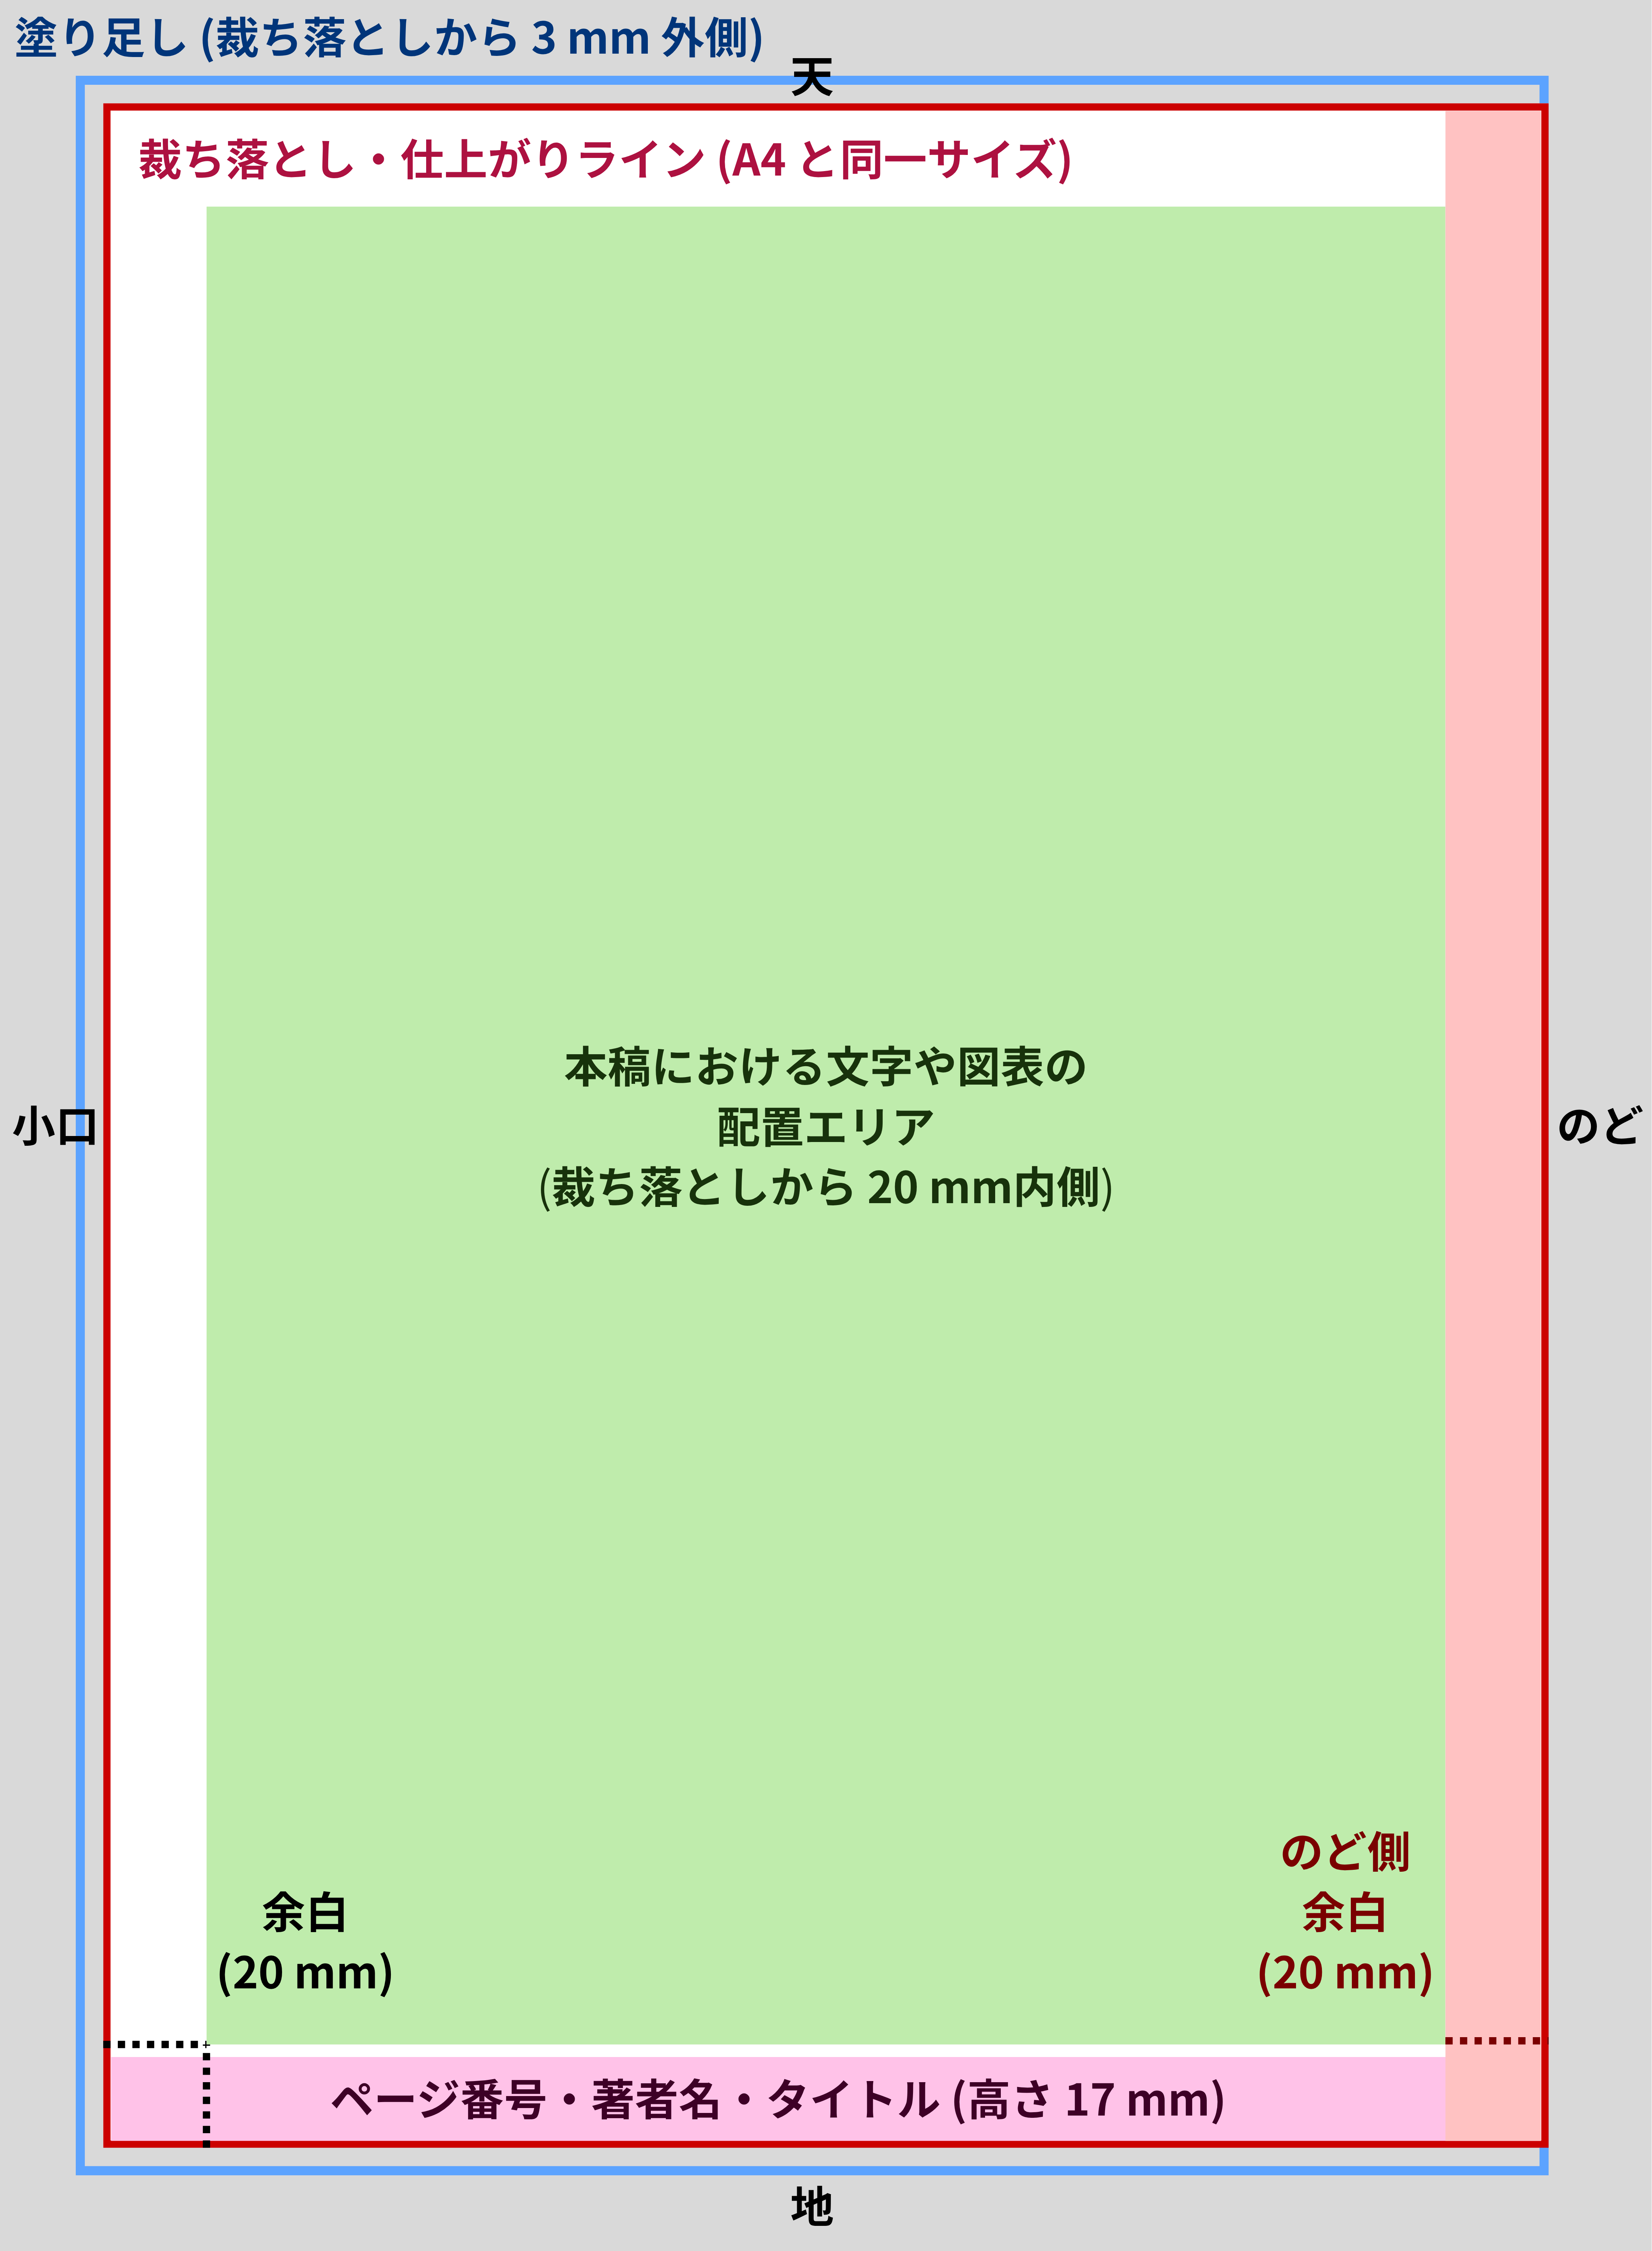 塗り足し (裁ち落としから 3 mm 外側)
天
裁ち落とし・仕上がりライン (A4 と同一サイズ)
本稿における文字や図表の
配置エリア
(裁ち落としから 20 mm内側)
小口
のど
のど側
余白
(20 mm)
余白
(20 mm)
ページ番号・著者名・タイトル (高さ 17 mm)
地